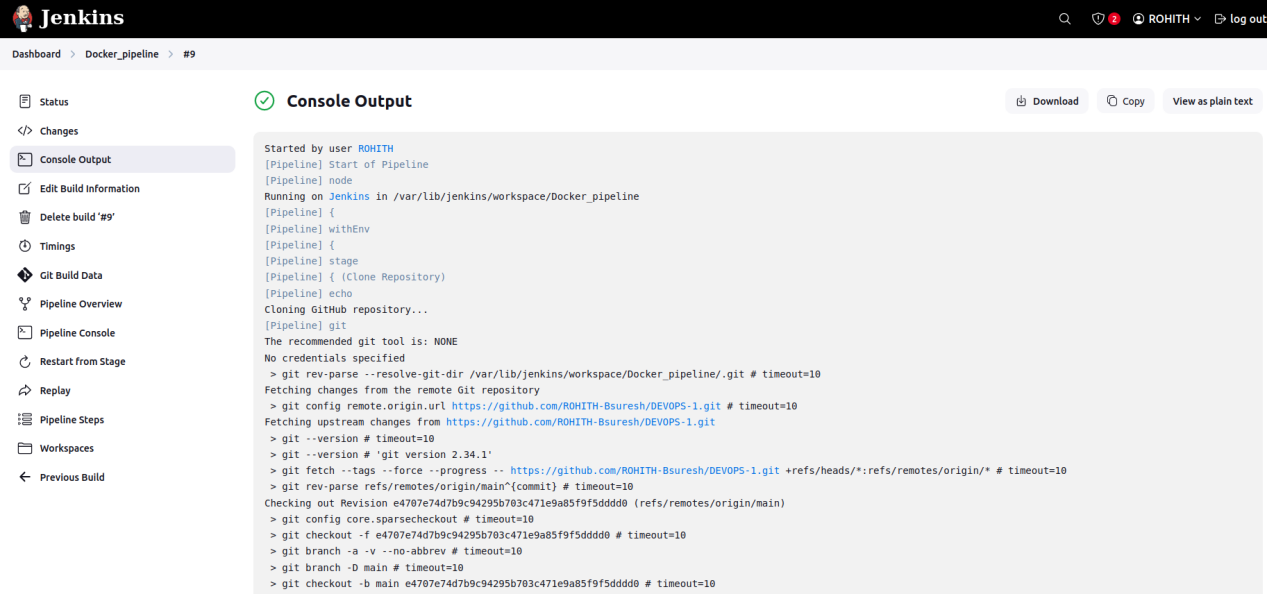 Jenkins
2
ROHITH
log out
Dashboard > Docker_pipeline > #9
Status
Changes
Console Output
Edit Build Information
Delete build ‘#9’
Timings
Git Build Data
Pipeline Overview
Pipeline Console
Restart from Stage
Replay
Pipeline Steps
Workspaces
Previous Build
Console Output
Download
Copy
View as plain text
Started by user ROHITH
[Pipeline] Start of Pipeline
[Pipeline] node
Running on Jenkins in /var/lib/jenkins/workspace/Docker_pipeline
[Pipeline] {
[Pipeline] withEnv
[Pipeline] {
[Pipeline] stage
[Pipeline] { (Clone Repository)
[Pipeline] echo
Cloning GitHub repository...
[Pipeline] git
The recommended git tool is: NONE
No credentials specified
> git rev-parse --resolve-git-dir /var/lib/jenkins/workspace/Docker_pipeline/.git # timeout=10
Fetching changes from the remote Git repository
> git config remote.origin.url https://github.com/ROHITH-Bsuresh/DEVOPS-1.git # timeout=10
Fetching upstream changes from https://github.com/ROHITH-Bsuresh/DEVOPS-1.git
> git --version # timeout=10
> git --version # 'git version 2.34.1'
> git fetch --tags --force --progress -- https://github.com/ROHITH-Bsuresh/DEVOPS-1.git +refs/heads/*:refs/remotes/origin/* # timeout=10
> git rev-parse refs/remotes/origin/main^{commit} # timeout=10
Checking out Revision e4707e74d7b9c94295b703c471e9a85f9f5dddd0 (refs/remotes/origin/main)
> git config core.sparsecheckout # timeout=10
> git checkout -f e4707e74d7b9c94295b703c471e9a85f9f5dddd0 # timeout=10
> git branch -a -v --no-abbrev # timeout=10
> git branch -D main # timeout=10
> git checkout -b main e4707e74d7b9c94295b703c471e9a85f9f5dddd0 # timeout=10